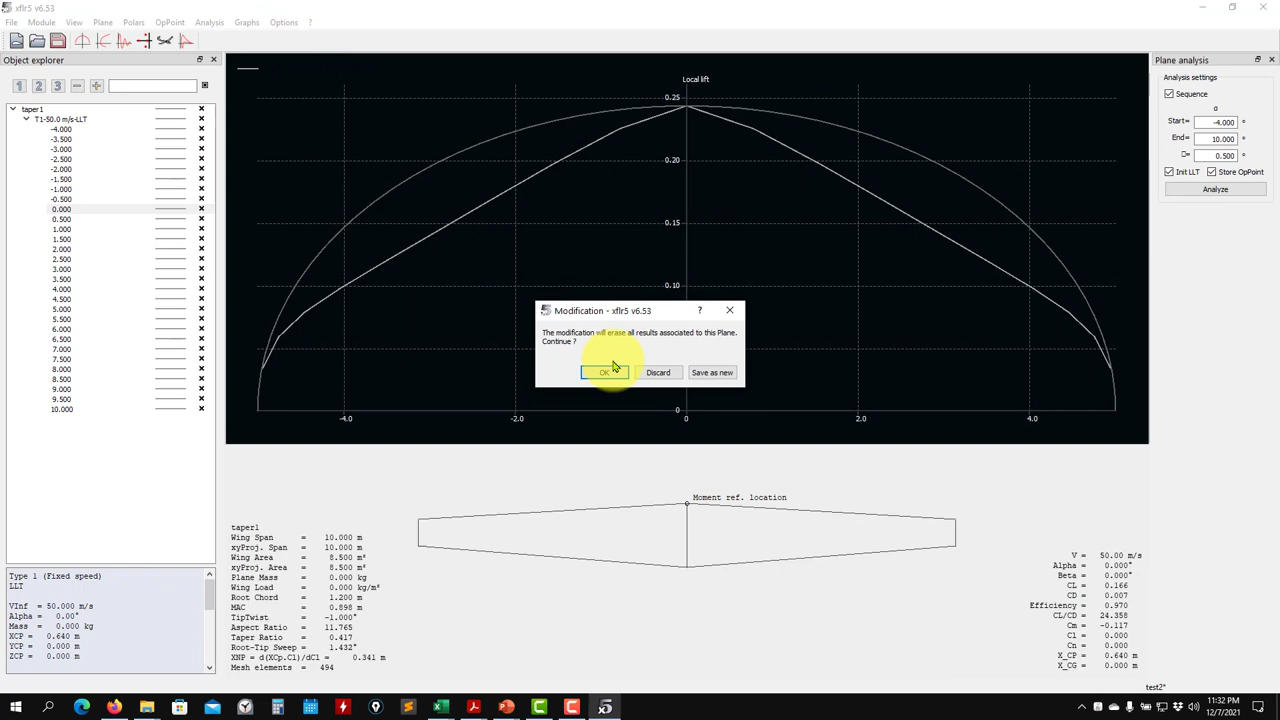 xflr5 v6.53
File Module View Plane Polars OpPoint Analysis Graphs Options ?
Object explorer
1 2 3
taper1
T1-50.0 m/s-LLT
-4.000
-3.500
-3.000
-2.500
-2.000
-1.500
-1.000
-0.500
0.000
0.500
1.000
1.500
2.000
2.500
3.000
3.500
4.000
4.500
5.000
5.500
6.000
6.500
7.000
7.500
8.000
8.500
9.000
9.500
10.000
Type 1 (Fixed speed)
LLT
VInf = 50.000 m/s
Alpha = 0.00°
Mass = 0.000 kg
XCP = 0.640 m
YCP = 0.000 m
ZCP = 0.000 m
Local lift
0.25
0.20
0.15
0.10
0
-4.0 -2.0 0 2.0 4.0
Modification - xflr5 v6.53 ?
The modification will erase all results associated to this Plane.
Continue ?
OK Discard Save as new
Moment ref. location
taper1
Wing Span = 10.000 m
xyProj. Span = 10.000 m
Wing Area = 8.500 m²
xyProj. Area = 8.500 m²
Plane Mass = 0.000 kg
Wing Load = 0.000 kg/m²
Root Chord = 1.200 m
MAC = 0.898 m
TipTwist = -1.000°
Aspect Ratio = 11.765
Taper Ratio = 0.417
Root-Tip Sweep = 1.432°
XNP = d(XCp.Cl)/dCl = 0.341 m
Mesh elements = 494
V = 50.00 m/s
Alpha = 0.000°
Beta = 0.000°
CL = 0.166
CD = 0.007
Efficiency = 0.970
CL/CD = 24.358
Cm = -0.117
Cl = 0.000
Cn = 0.000
X_CP = 0.640 m
X_CG = 0.000 m
Plane analysis
Analysis settings
Sequence
α
Start= -4.000 °
End= 10.000 °
= 0.500 °
Init LLT Store OpPoint
Analyze
test2*
11:32 PM
12/7/2021